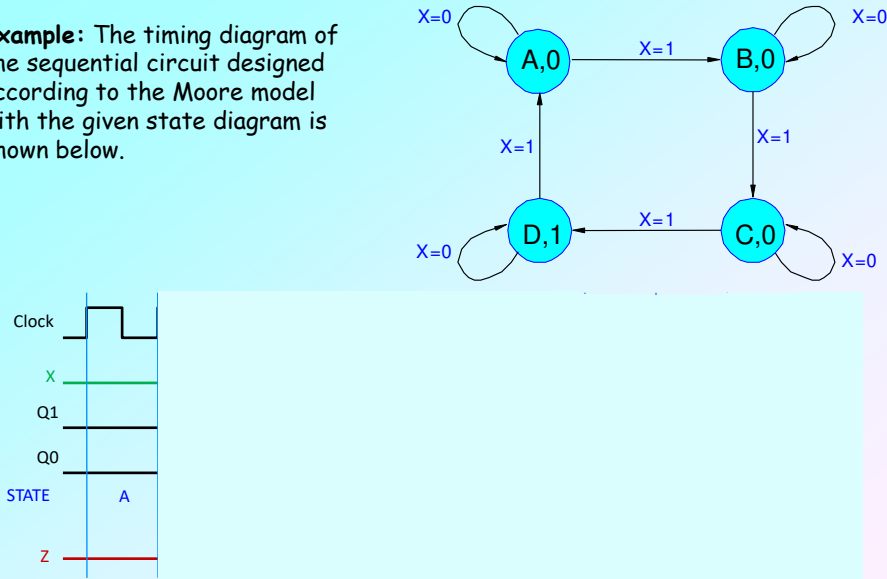 xample: The timing diagram of
he sequential circuit designed
ccording to the Moore model
ith the given state diagram is
hown below.
X=0
X=0
A,0
X=1
B,0
X=1
X=1
D,1
X=1
C,0
X=0
X=0
Clock
X
Q1
Q0
STATE A
Z